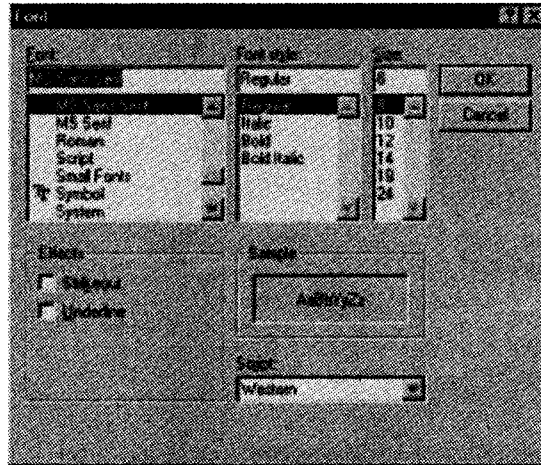 Font
Font:
MS Sans Serif
MS Sans Serif
MS Serif
Roman
Script
Small Fonts
Symbol
System
Font style:
Regular
Regular
Italic
Bold
Bold Italic
Size:
8
8
10
12
14
18
24
OK
Cancel
Effects
Strikeout
Underline
Sample
AaBbYyZz
Script:
Western